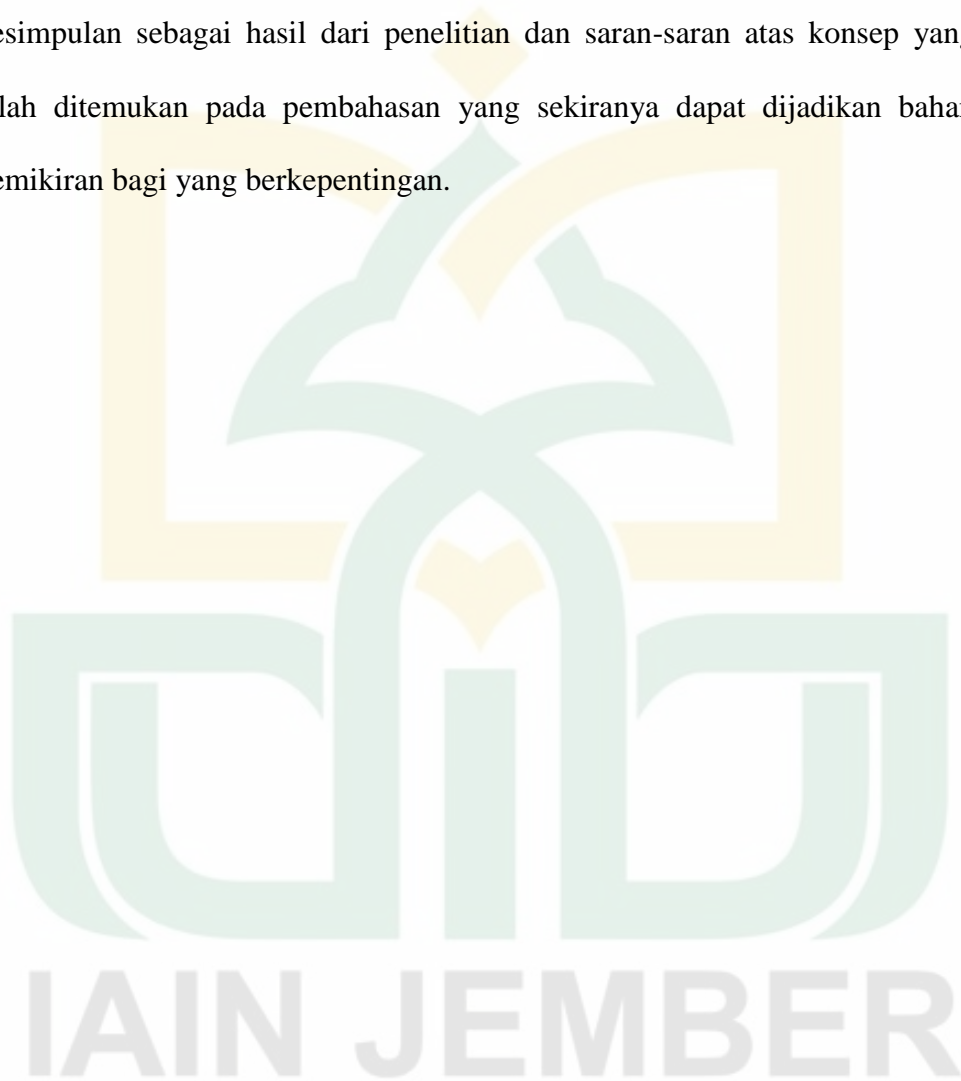 esimpulan sebagai hasil dari penelitian dan saran-saran atas konsep yang
lah ditemukan pada pembahasan yang sekiranya dapat dijadikan bahan
emikiran bagi yang berkepentingan.
IAIN JEMBER